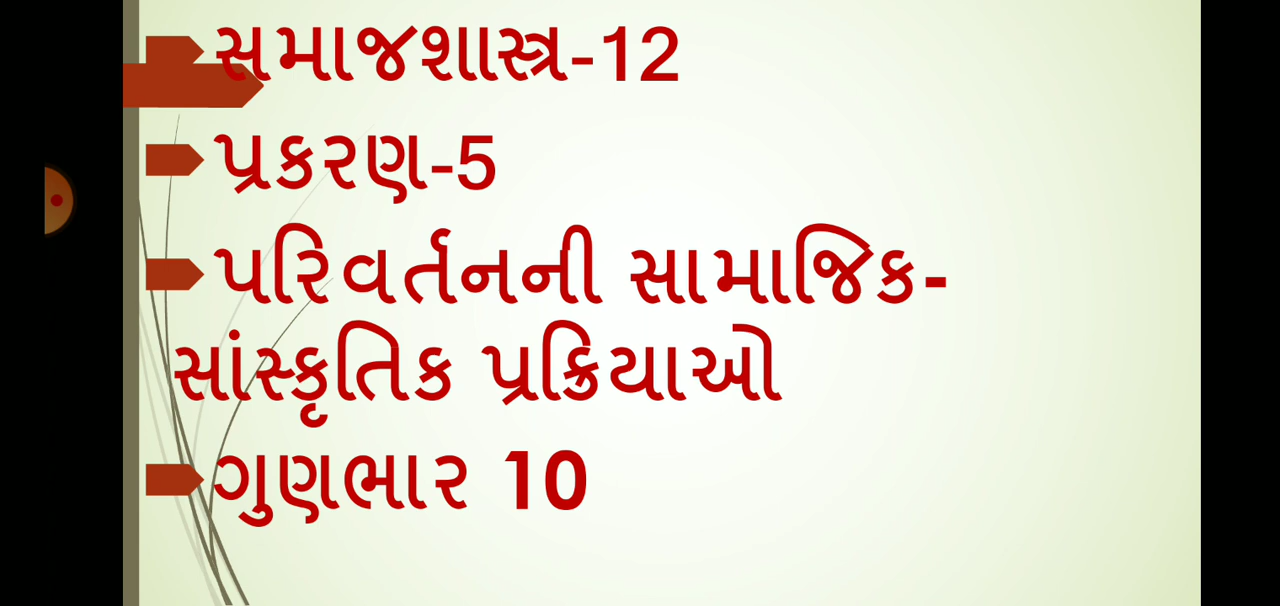 સમાજશાસ્ત્ર-12
પ્રકરણ-5
પરિવર્તનની સામાજિક-
સાંસ્કૃતિક પ્રક્રિયાઓ
ગુણભાર 10